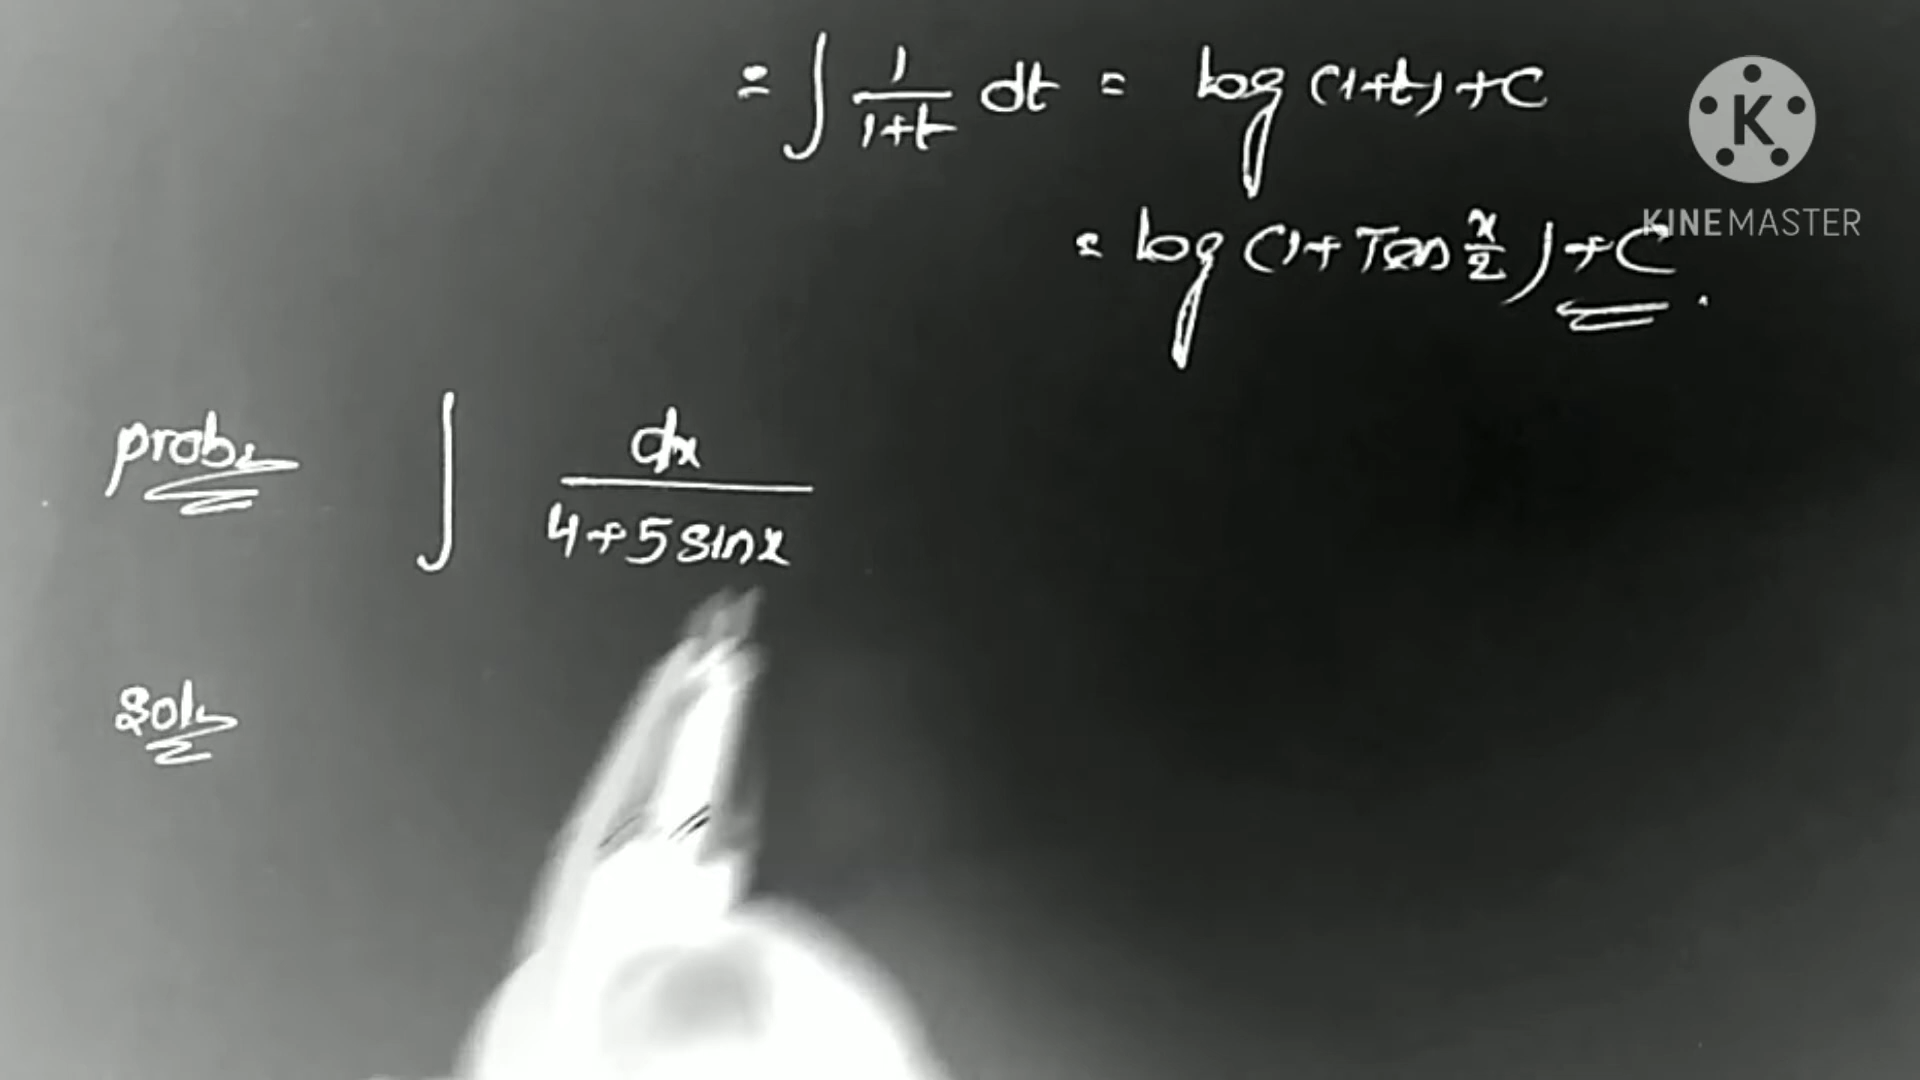 = ∫ 1/(1+t) dt = log (1+t) + C
= log (1 + Tan x/2) + C.
KINEMASTER
prob: ∫ dx/(4+5 sinx)
Sol: